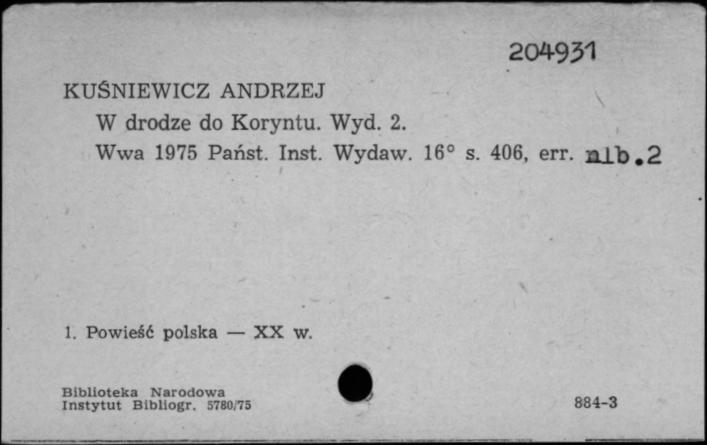 204931
KUŚNIEWICZ ANDRZEJ
W drodze do Koryntu. Wyd. 2.
Wwa 1975 Państ. Inst. Wydaw. 16° s. 406, err. nlb.2
1. Powieść polska — XX w.
Biblioteka Narodowa
Instytut Bibliogr. 5780/75
884-3